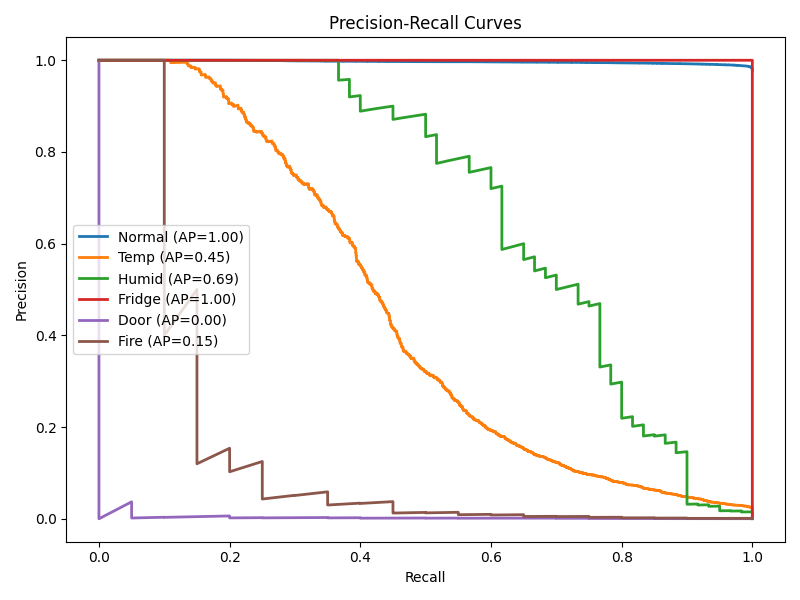 Precision-Recall Curves
Precision
1.0
0.8
0.6
0.4
0.2
0.0
Normal (AP=1.00)
Temp (AP=0.45)
Humid (AP=0.69)
Fridge (AP=1.00)
Door (AP=0.00)
Fire (AP=0.15)
0.0 0.2 0.4 0.6 0.8 1.0
Recall